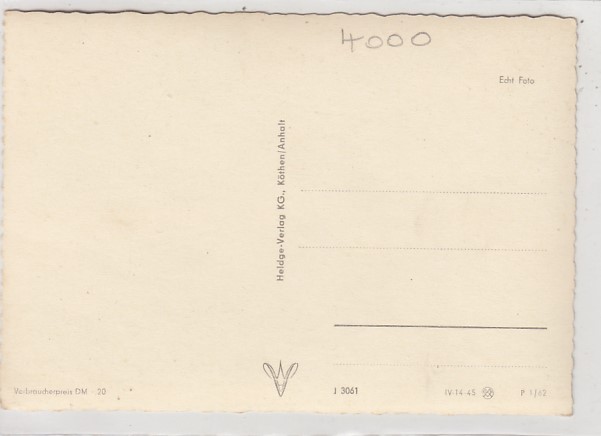 4000
Echt Foto
Heldge-Verlag KG., Köthen/Anhalt
Verbraucherpreis DM 20
J 3061
IV-14-45
P 1/62